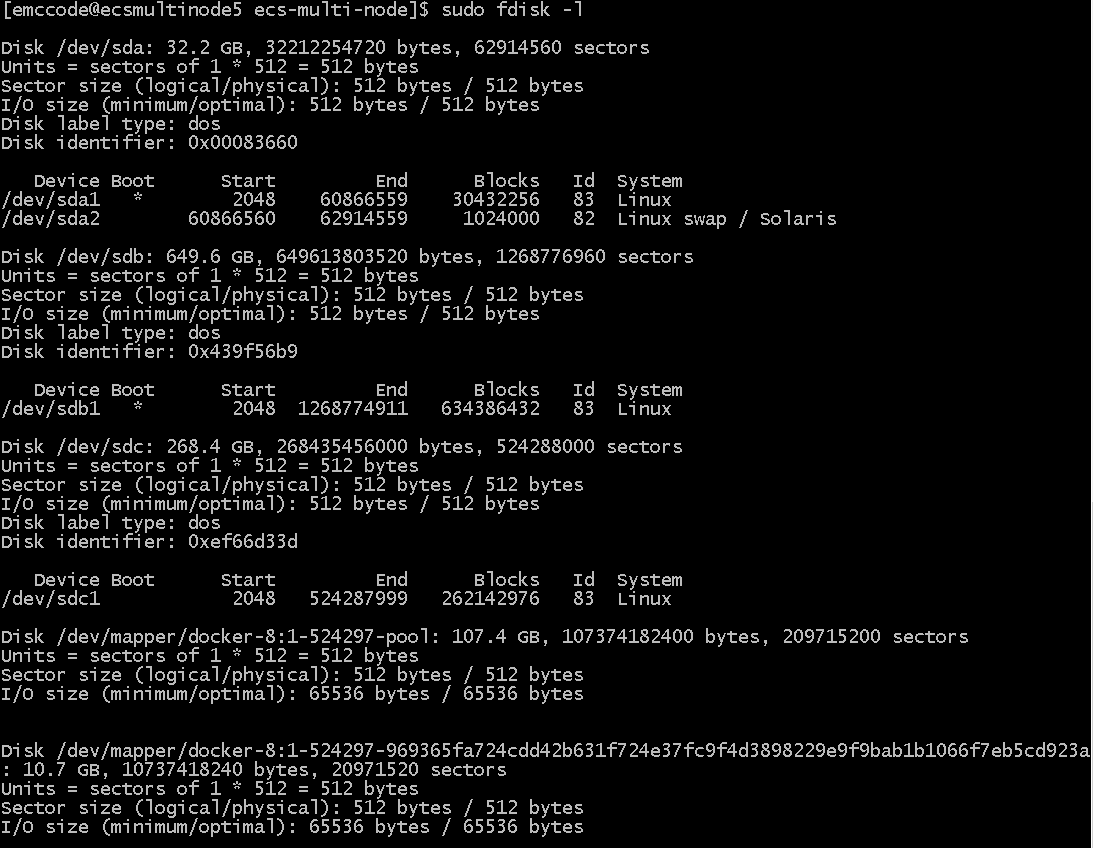 [emccode@ecsmultinode5 ecs-multi-node]$ sudo fdisk -l
Disk /dev/sda: 32.2 GB, 32212254720 bytes, 62914560 sectors
Units = sectors of 1 * 512 = 512 bytes
Sector size (logical/physical): 512 bytes / 512 bytes
I/O size (minimum/optimal): 512 bytes / 512 bytes
Disk label type: dos
Disk identifier: 0x00083660
Device Boot Start End Blocks Id System
/dev/sda1 * 2048 60866559 30432256 83 Linux
/dev/sda2 60866560 62914559 1024000 82 Linux swap / Solaris
Disk /dev/sdb: 649.6 GB, 649613803520 bytes, 1268776960 sectors
Units = sectors of 1 * 512 = 512 bytes
Sector size (logical/physical): 512 bytes / 512 bytes
I/O size (minimum/optimal): 512 bytes / 512 bytes
Disk label type: dos
Disk identifier: 0x439f56b9
Device Boot Start End Blocks Id System
/dev/sdb1 * 2048 1268774911 634386432 83 Linux
Disk /dev/sdc: 268.4 GB, 268435456000 bytes, 524288000 sectors
Units = sectors of 1 * 512 = 512 bytes
Sector size (logical/physical): 512 bytes / 512 bytes
I/O size (minimum/optimal): 512 bytes / 512 bytes
Disk label type: dos
Disk identifier: 0xef66d33d
Device Boot Start End Blocks Id System
/dev/sdc1 2048 524287999 262142976 83 Linux
Disk /dev/mapper/docker-8:1-524297-pool: 107.4 GB, 107374182400 bytes, 209715200 sectors
Units = sectors of 1 * 512 = 512 bytes
Sector size (logical/physical): 512 bytes / 512 bytes
I/O size (minimum/optimal): 65536 bytes / 65536 bytes
Disk /dev/mapper/docker-8:1-524297-969365fa724cdd42b631f724e37fc9f4d3898229e9f9bab1b1066f7eb5cd923a
: 10.7 GB, 10737418240 bytes, 20971520 sectors
Units = sectors of 1 * 512 = 512 bytes
Sector size (logical/physical): 512 bytes / 512 bytes
I/O size (minimum/optimal): 65536 bytes / 65536 bytes